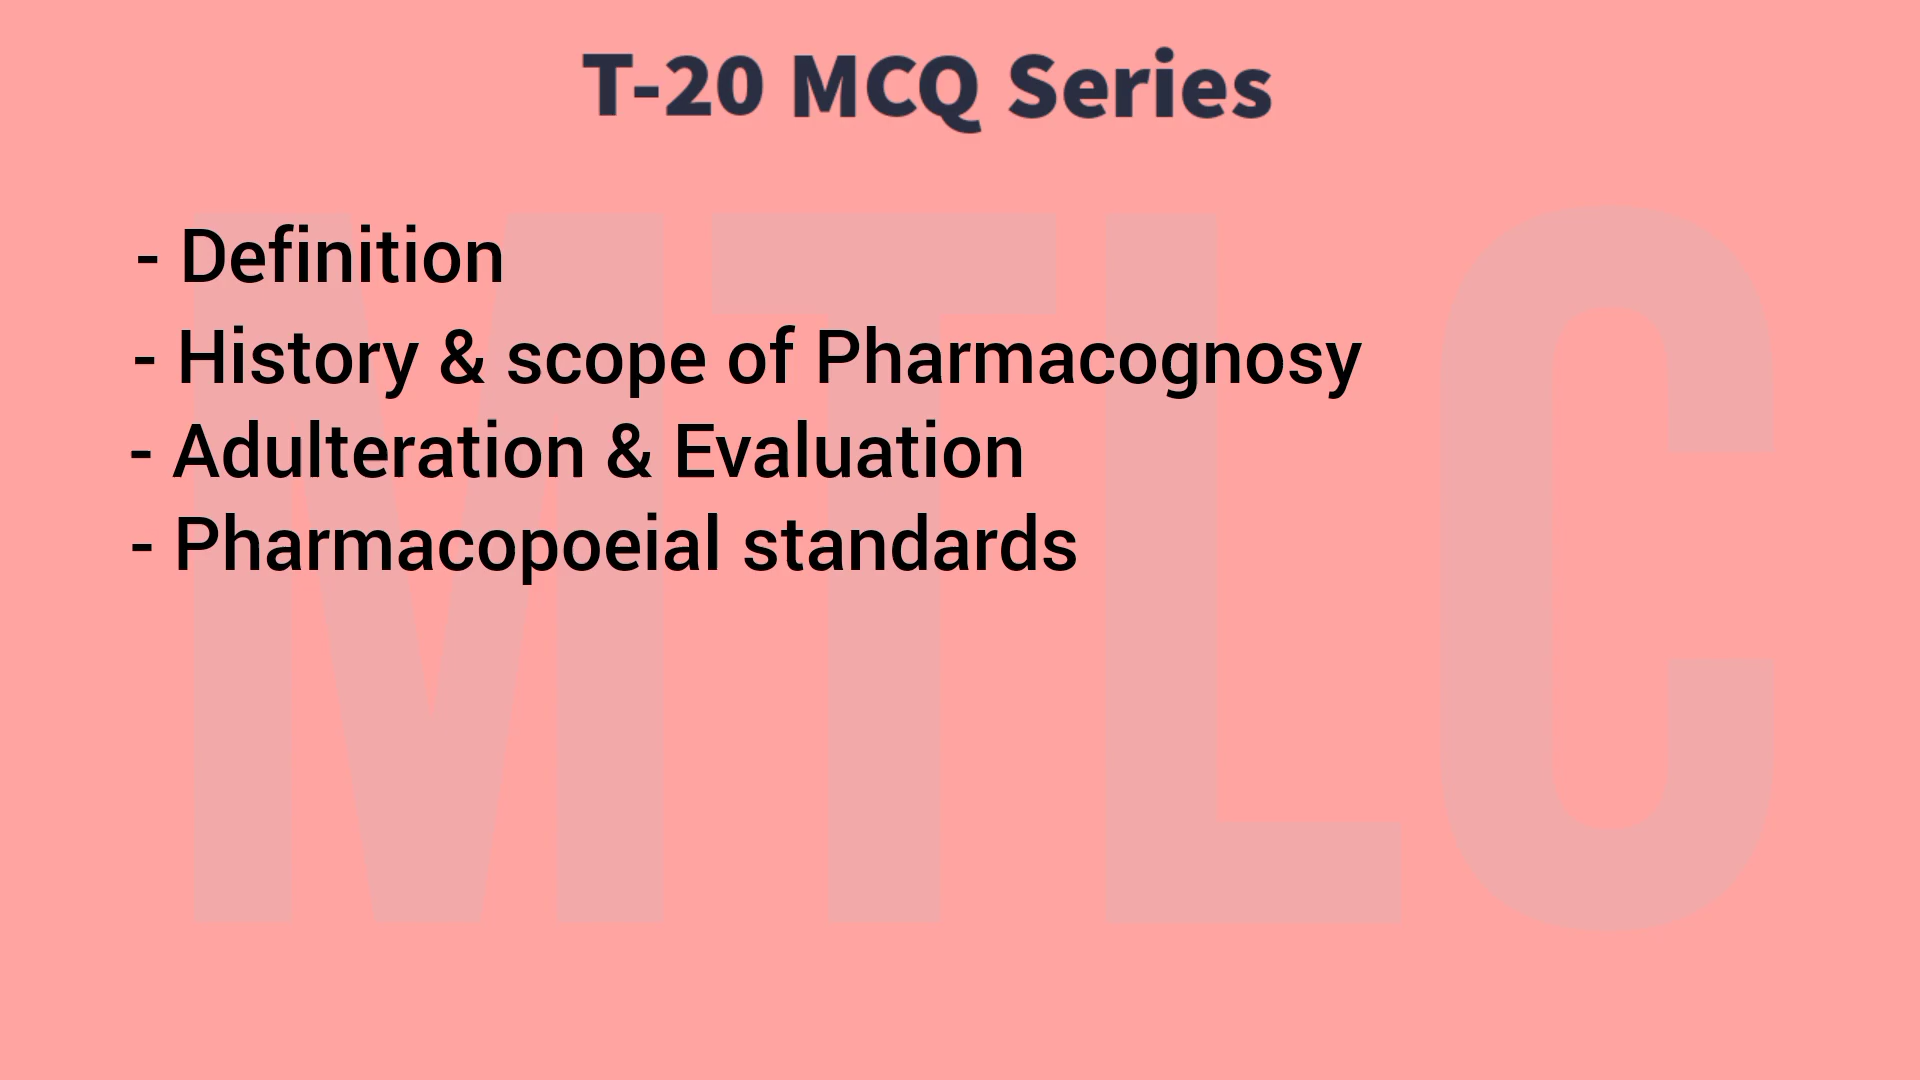 T-20 MCQ Series
MTLC
- Definition
- History & scope of Pharmacognosy
- Adulteration & Evaluation
- Pharmacopoeial standards